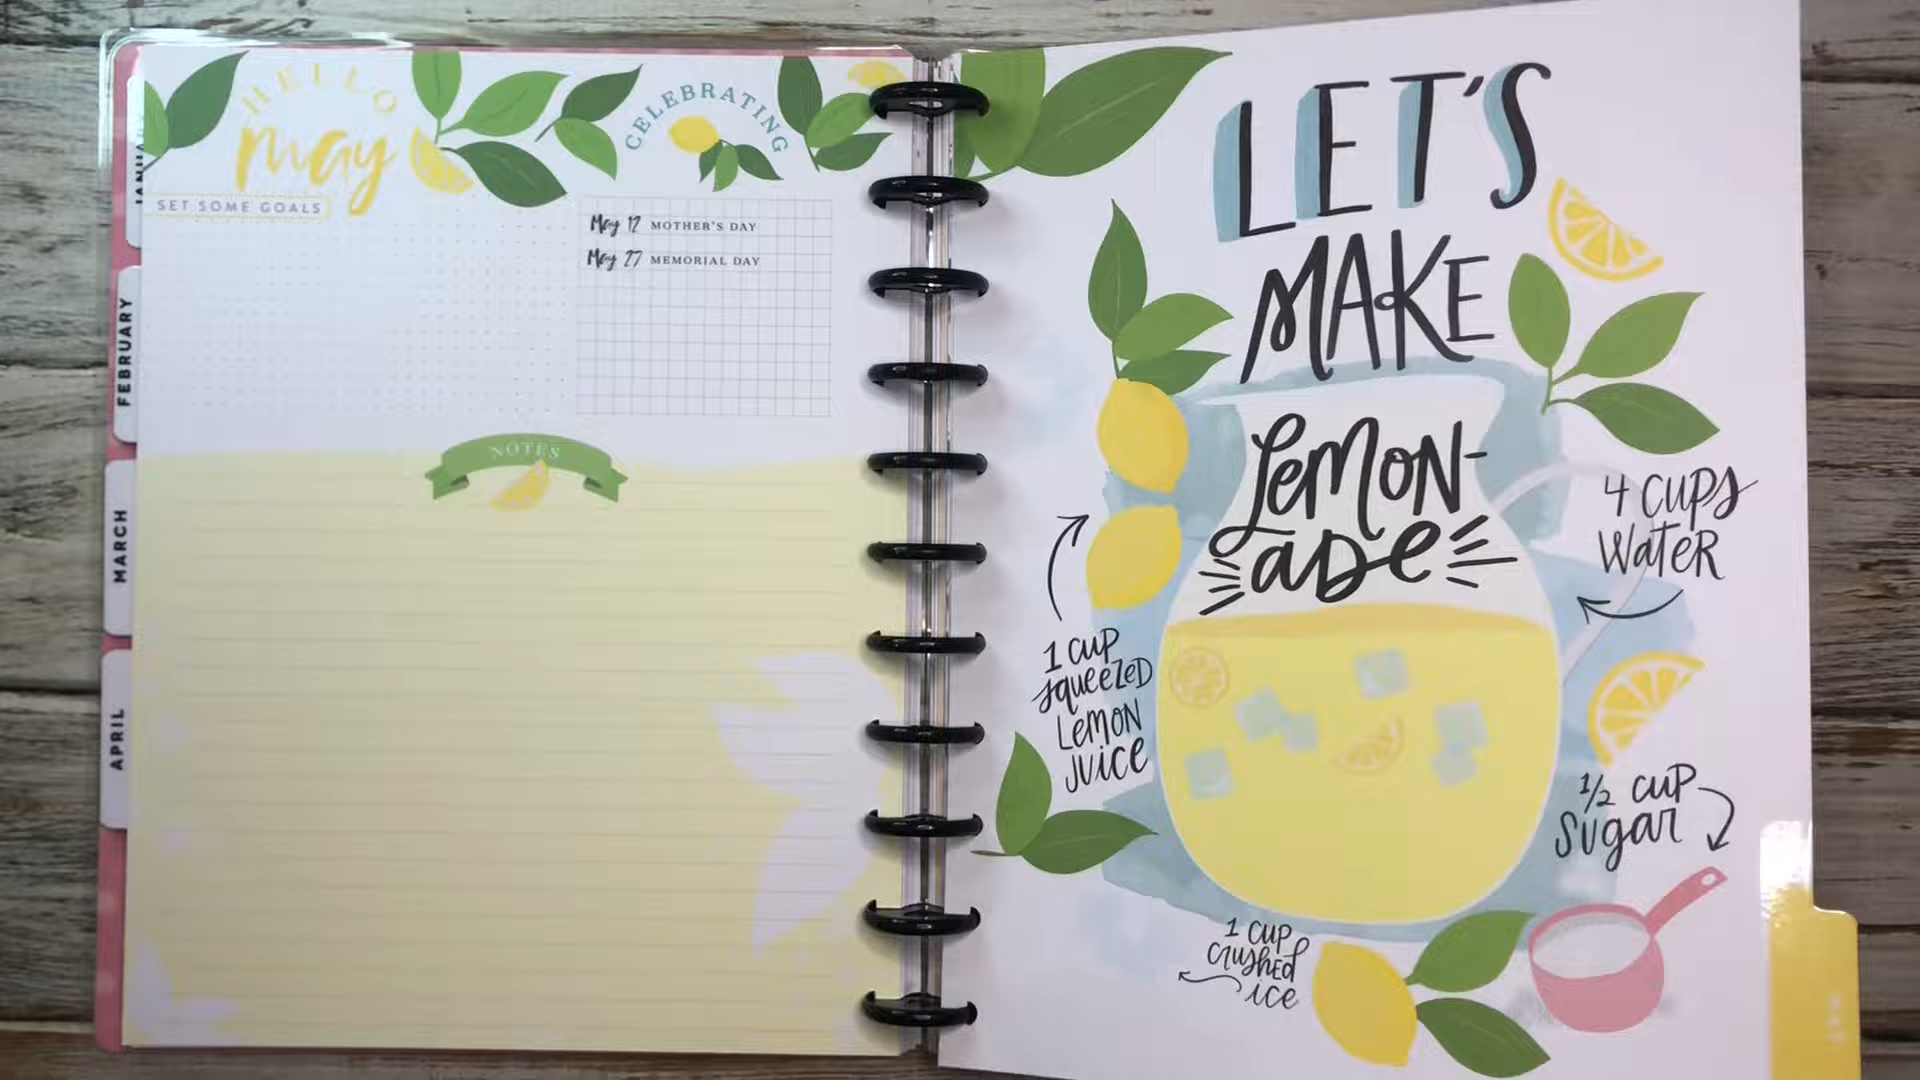 JANUARY
FEBRUARY
MARCH
APRIL
HELLO
may
SET SOME GOALS
CELEBRATING
May 12 MOTHER'S DAY
May 27 MEMORIAL DAY
NOTES
LET'S
MAKE
LEMON-
ADE
4 CUPS
WATER
1 CUP
SQUEEZED
LEMON
JUICE
1/2 CUP
SUGAR
1 CUP
CRUSHED
ICE